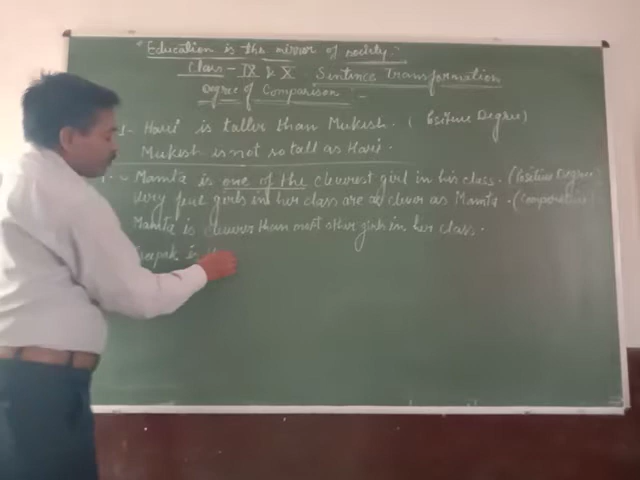 "Education is the mirror of society."
Class - IX & X. Sentence Transformation
Degree of Comparison :-
1- Hari is taller than Mukesh. ( Positive Degree)
Mukesh is not so tall as Hari.
- Mamta is one of the cleverest girl in his class. (Positive Degree
Very few girls in her class are as clever as Mamta. (Comparative)
Mamta is cleverer than most other girls in her class.
Deepak is